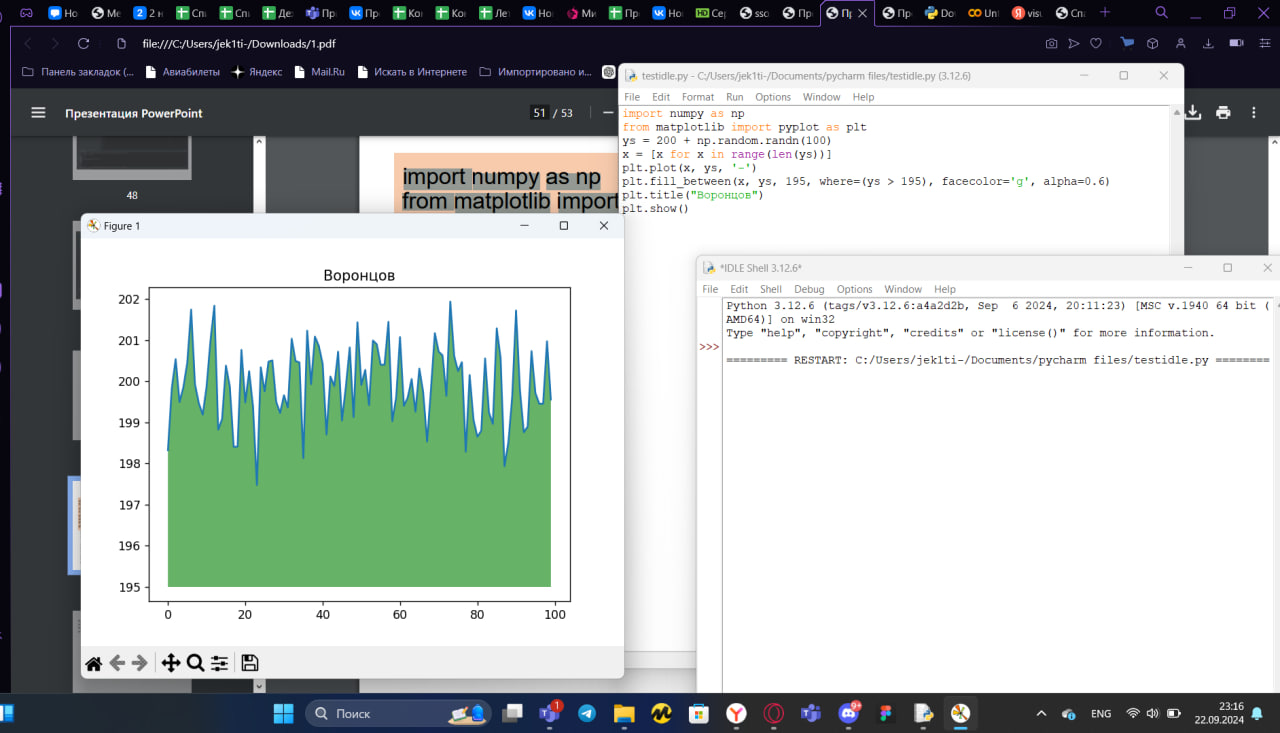 Но
Ме
2 н
Спи
Спи
Де
Пр
Пр
Ко
Ко
Лет
Но
Ми
Пр
Но
Сер
sso
Пр
Пр
Пр
Do
Unt
visu
Спа
file:///C:/Users/jek1ti-/Downloads/1.pdf
Панель закладок (...
Авиабилеты
Яндекс
Mail.Ru
Искать в Интернете
Импортировано и...
Презентация PowerPoint
51 / 53
48
import numpy as np
from matplotlib import
testidle.py - C:/Users/jek1ti-/Documents/pycharm files/testidle.py (3.12.6)
File Edit Format Run Options Window Help
import numpy as np
from matplotlib import pyplot as plt
ys = 200 + np.random.randn(100)
x = [x for x in range(len(ys))]
plt.plot(x, ys, '-')
plt.fill_between(x, ys, 195, where=(ys > 195), facecolor='g', alpha=0.6)
plt.title("Воронцов")
plt.show()
Figure 1
Воронцов
202
201
200
199
198
197
196
195
0 20 40 60 80 100
*IDLE Shell 3.12.6*
File Edit Shell Debug Options Window Help
Python 3.12.6 (tags/v3.12.6:a4a2d2b, Sep 6 2024, 20:11:23) [MSC v.1940 64 bit (
AMD64)] on win32
Type "help", "copyright", "credits" or "license()" for more information.
>>>
========= RESTART: C:/Users/jek1ti-/Documents/pycharm files/testidle.py ========
Поиск
1
9+
ENG
23:16
22.09.2024